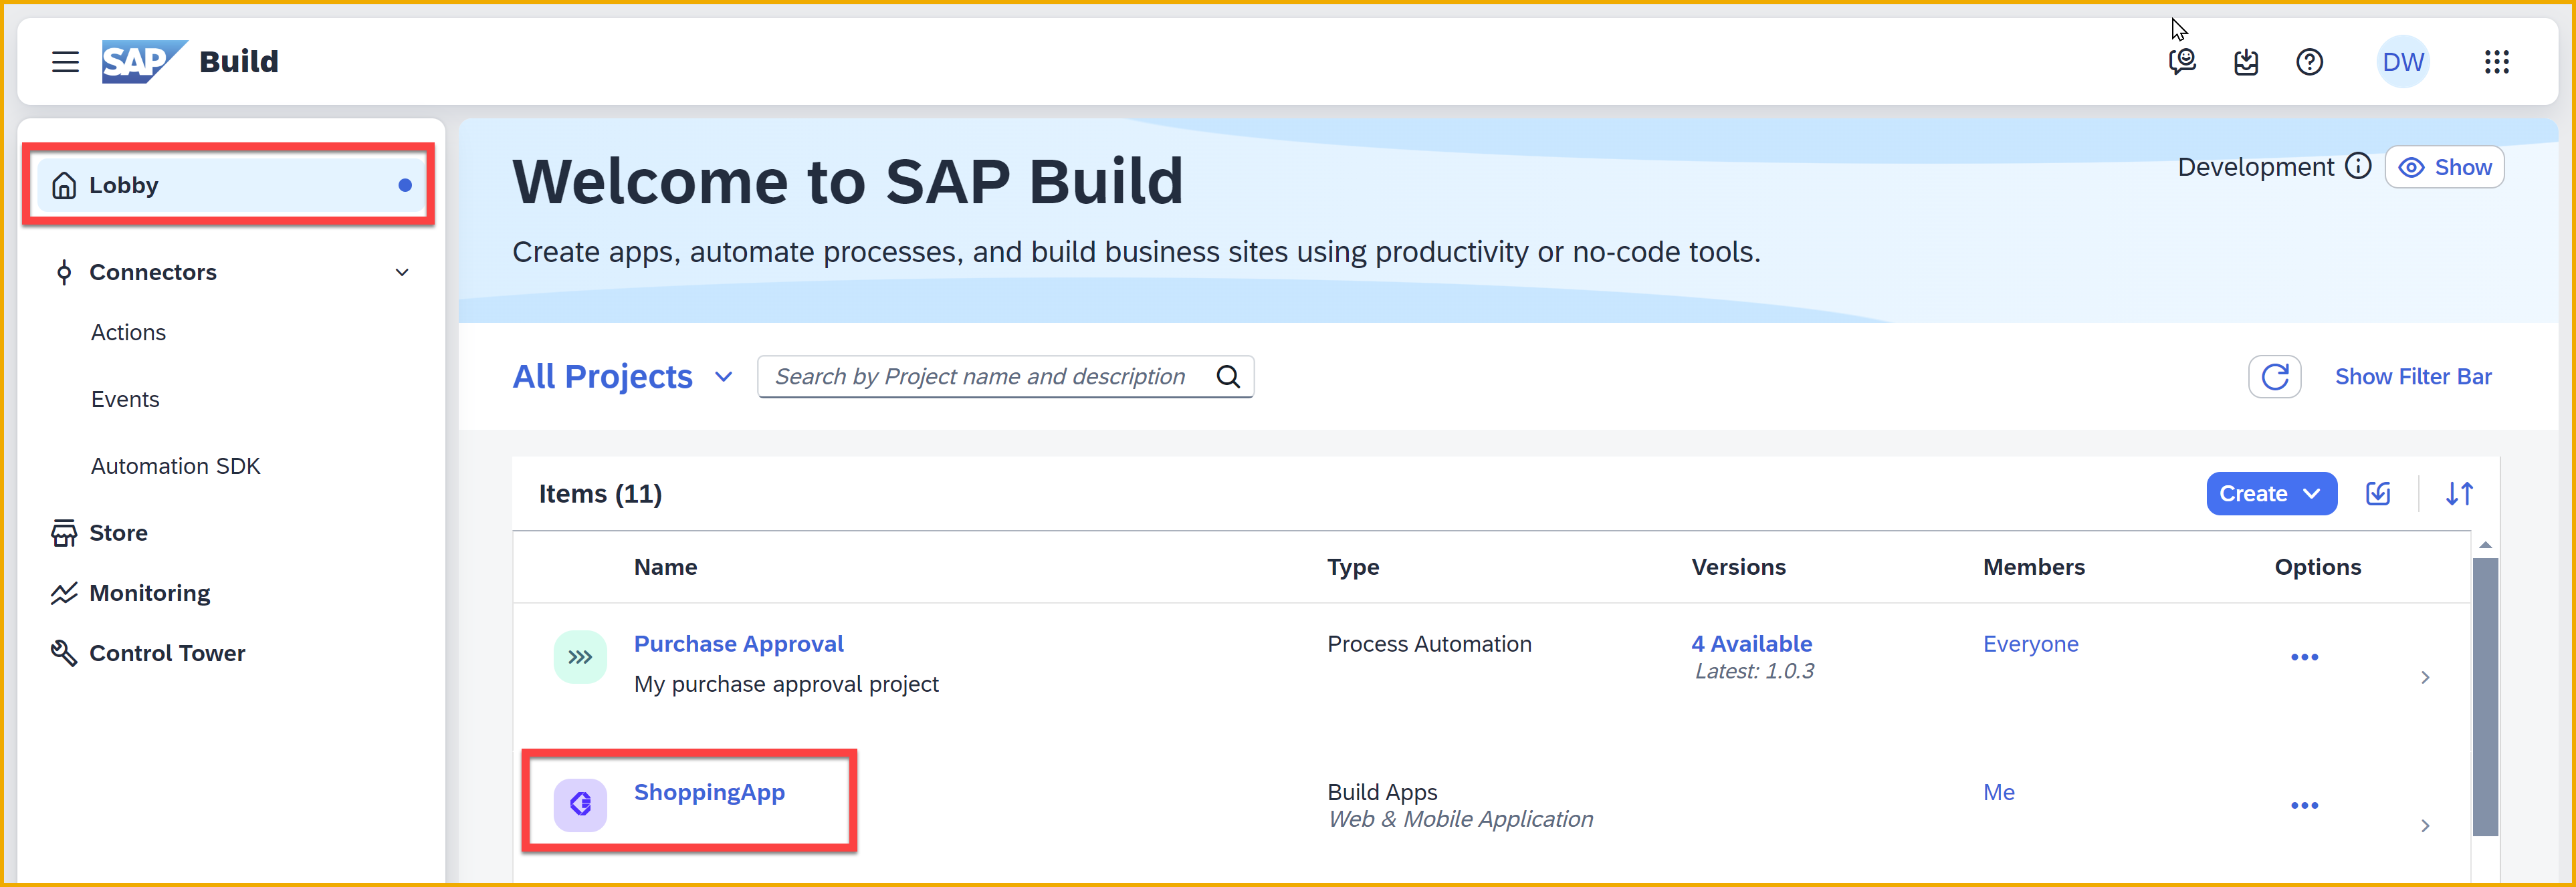 SAP Build
DW
Lobby
Connectors
Actions
Events
Automation SDK
Store
Monitoring
Control Tower
Welcome to SAP Build
Development
Show
Create apps, automate processes, and build business sites using productivity or no-code tools.
All Projects
Search by Project name and description
Show Filter Bar
Items (11)
Create
Name Type Versions Members Options
Purchase Approval Process Automation 4 Available Everyone
Latest: 1.0.3
My purchase approval project
ShoppingApp Build Apps Me
Web & Mobile Application